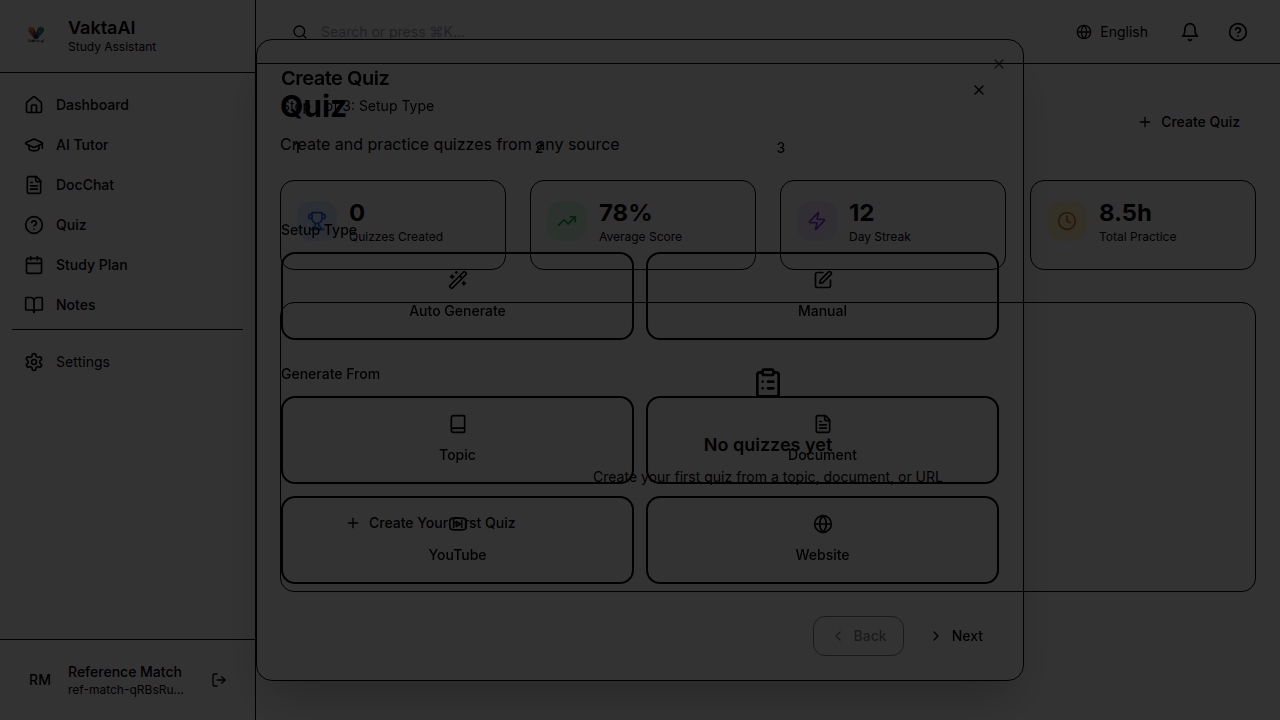 VaktaAI
Study Assistant
Search or press ⌘K...
English
Dashboard
AI Tutor
DocChat
Quiz
Study Plan
Notes
Settings
RM
Reference Match
ref-match-qRBsRu...
Create Quiz
3: Setup Type
Quiz
Create and practice quizzes from any source
Create Quiz
1
2
3
0
Quizzes Created
78%
Average Score
12
Day Streak
8.5h
Total Practice
Setup Type
Auto Generate
Manual
Generate From
Topic
Document
No quizzes yet
Create your first quiz from a topic, document, or URL
Create Your First Quiz
YouTube
Website
Back
Next